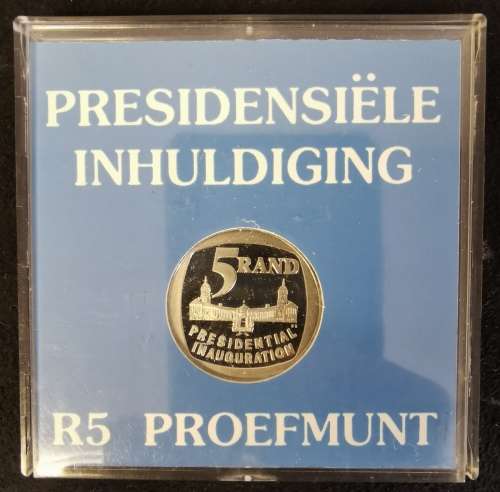 PRESIDENSIËLE
INHULDIGING
5 RAND
PRESIDENTIAL
INAUGURATION
R5 PROEFMUNT